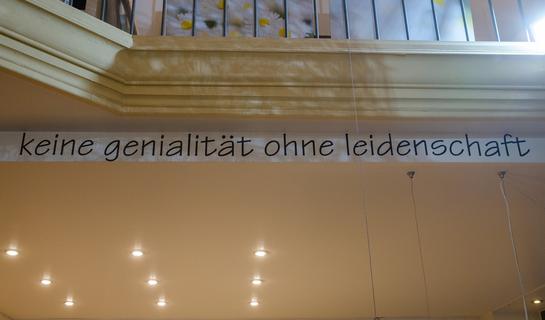 keine genialität ohne leidenschaft